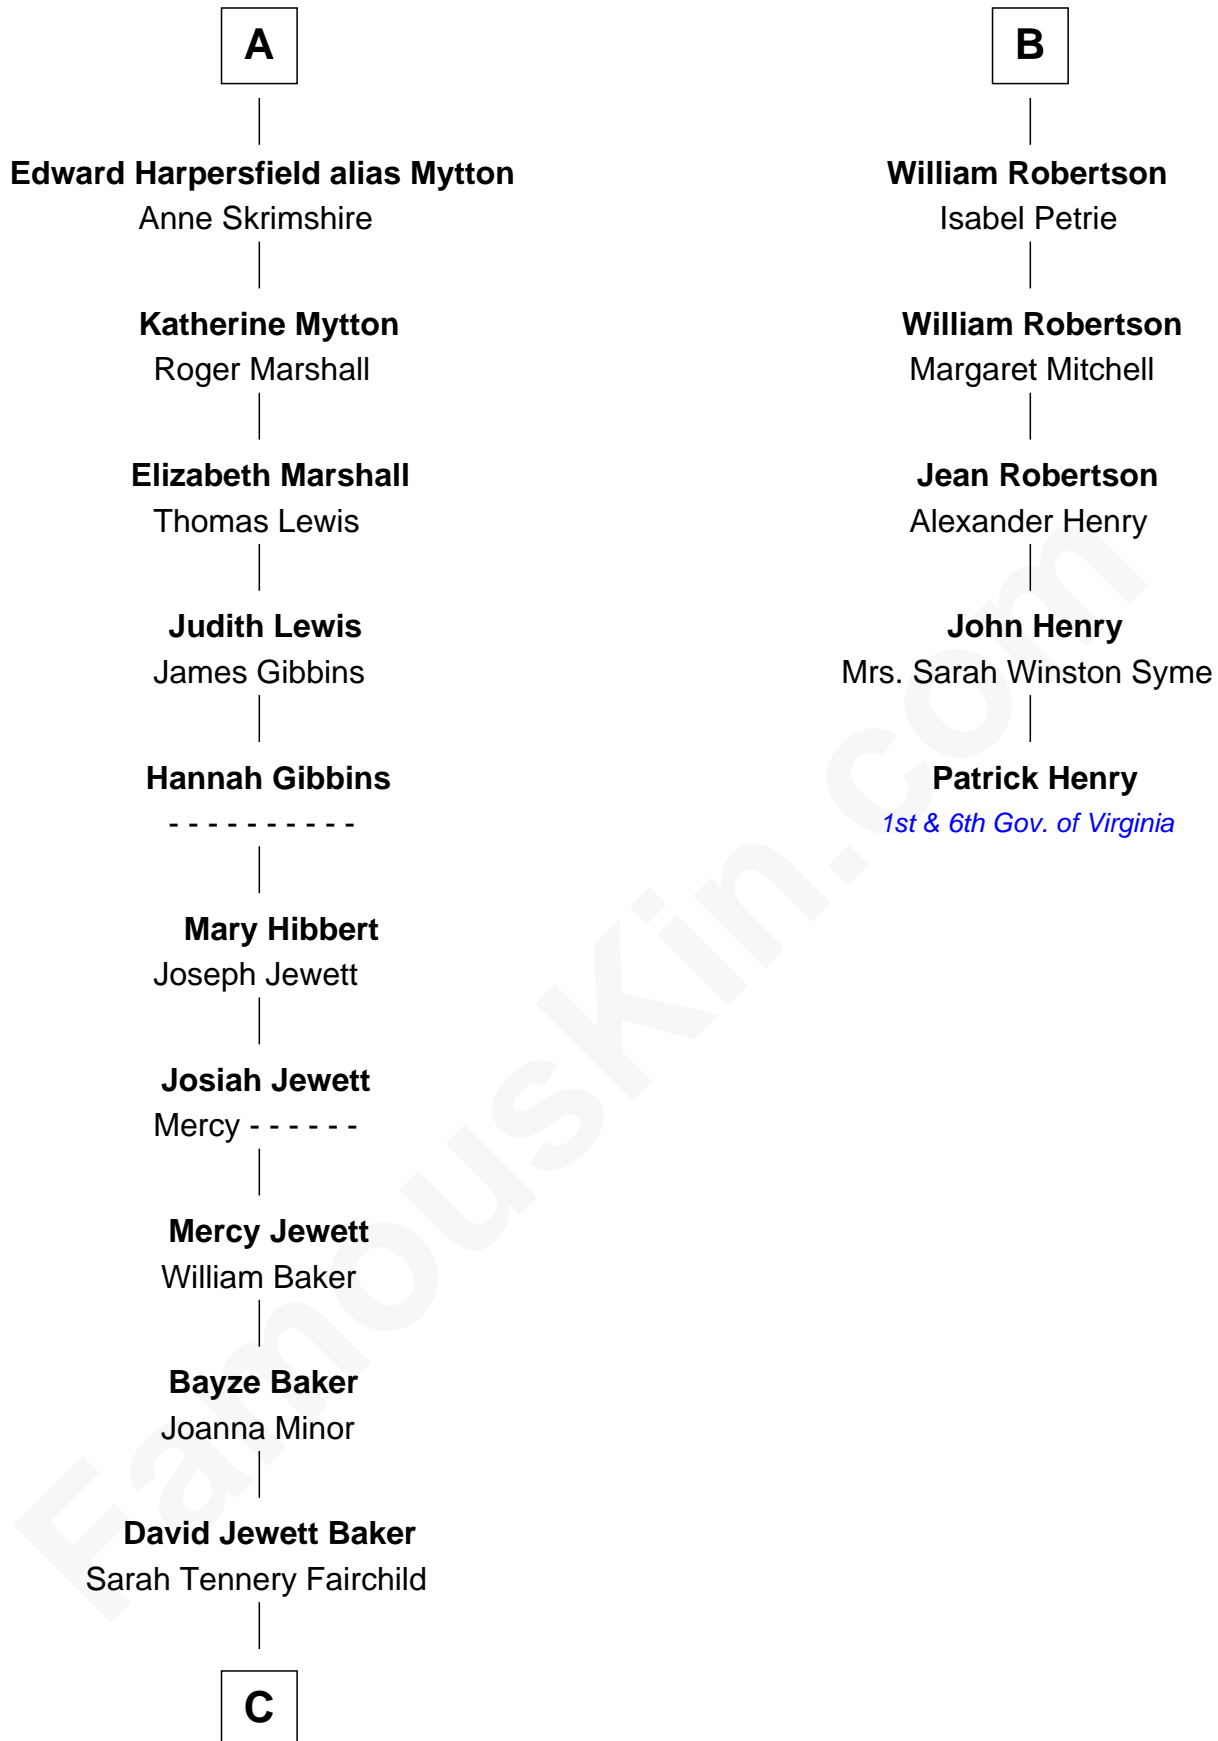 A
Edward Harpersfield alias Mytton
Anne Skrimshire
Katherine Mytton
Roger Marshall
Elizabeth Marshall
Thomas Lewis
Judith Lewis
James Gibbins
Hannah Gibbins
- - - - - - - - - -
Mary Hibbert
Joseph Jewett
Josiah Jewett
Mercy - - - - - -
Mercy Jewett
William Baker
Bayze Baker
Joanna Minor
David Jewett Baker
Sarah Tennery Fairchild
C
B
William Robertson
Isabel Petrie
William Robertson
Margaret Mitchell
Jean Robertson
Alexander Henry
John Henry
Mrs. Sarah Winston Syme
Patrick Henry
1st & 6th Gov. of Virginia
FamousKin.com